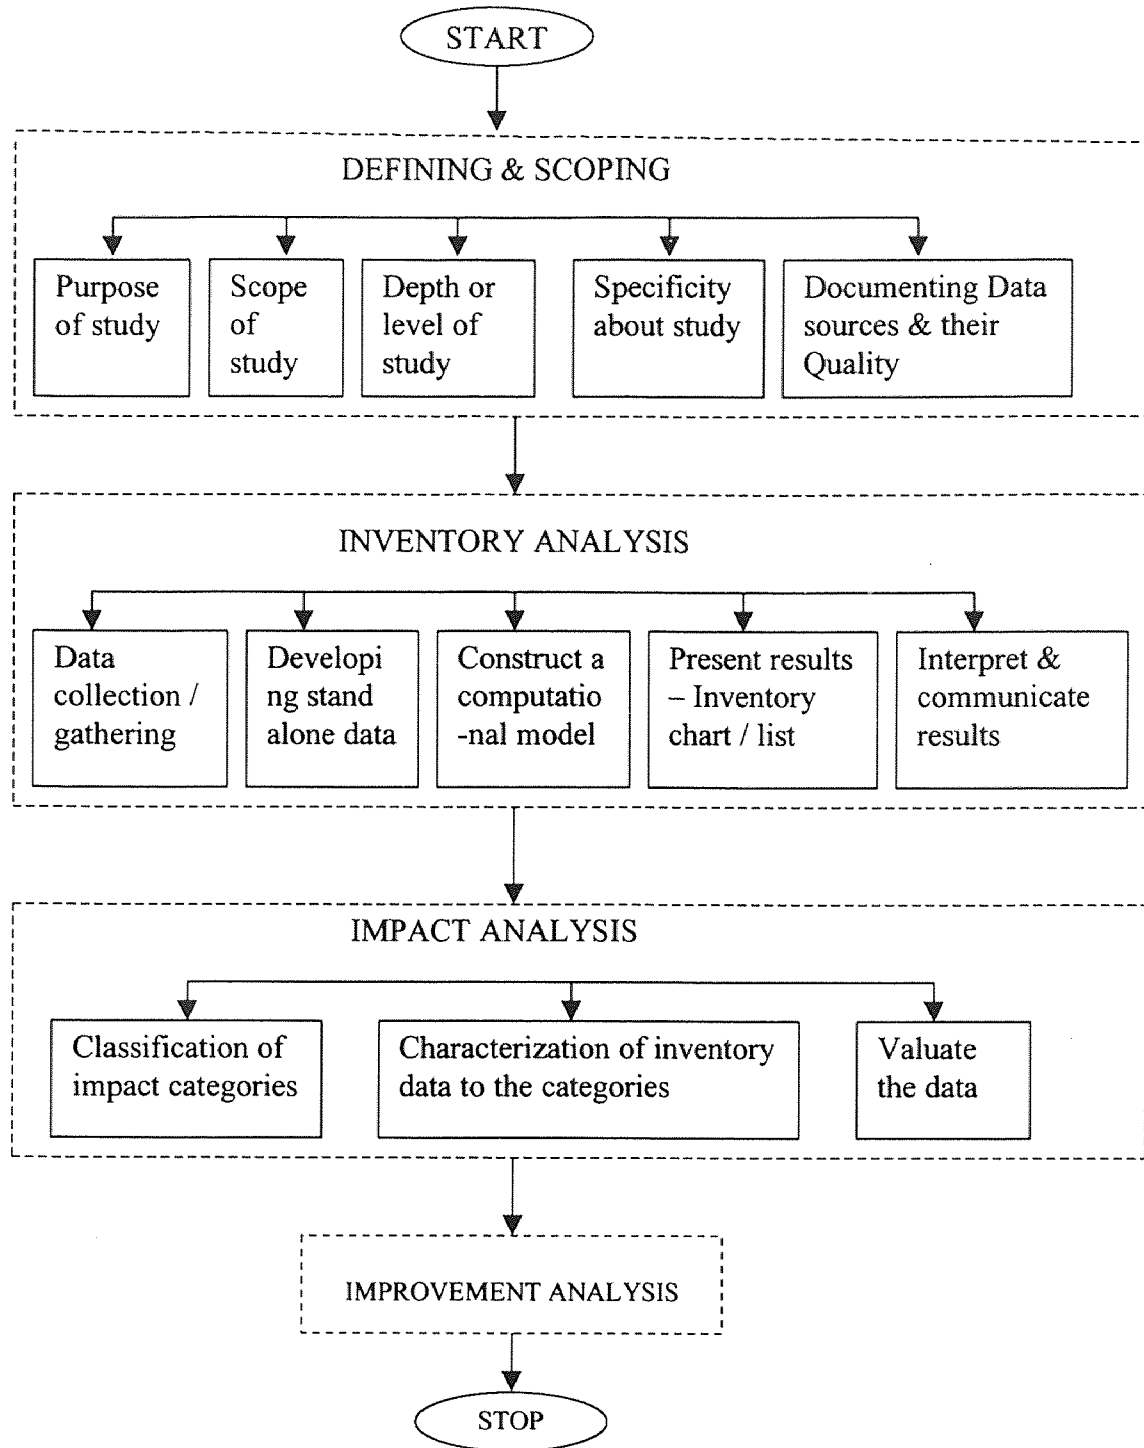 START
DEFINING & SCOPING
Purpose
of study
Scope
of
study
Depth or
level of
study
Specificity
about study
Documenting Data
sources & their
Quality
INVENTORY ANALYSIS
Data
collection /
gathering
Developi
ng stand
alone data
Construct a
computatio
-nal model
Present results
– Inventory
chart / list
Interpret &
communicate
results
IMPACT ANALYSIS
Classification of
impact categories
Characterization of inventory
data to the categories
Valuate
the data
IMPROVEMENT ANALYSIS
STOP